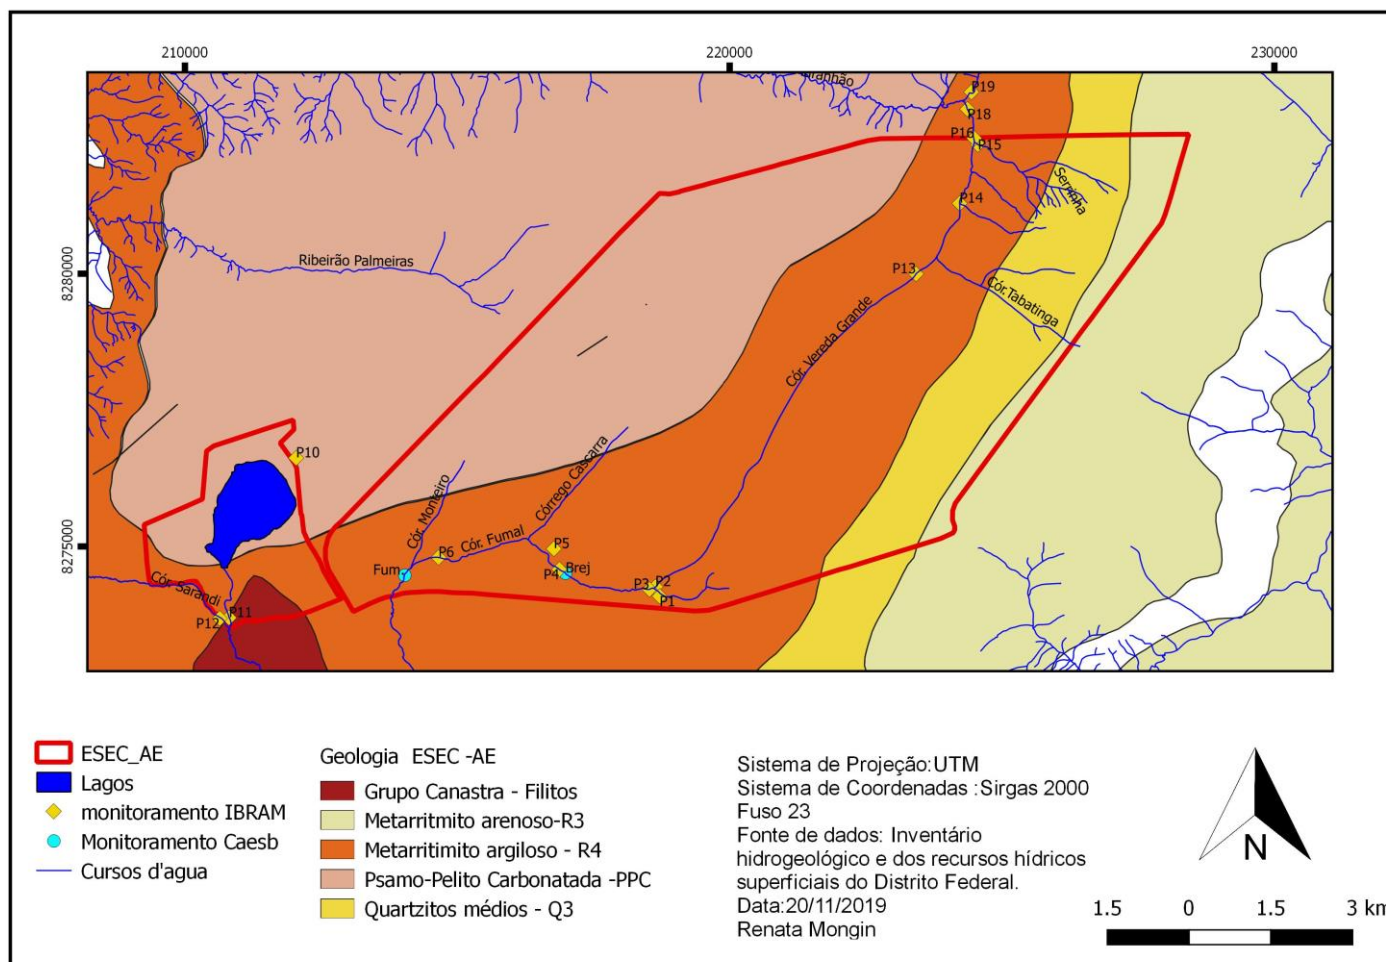 210000
220000
230000
8280000
8275000
ranhão
P19
P18
P16
P15
Serrinha
P14
P13
Cór.Tabatinga
Ribeirão Palmeiras
Cór. Vereda Grande
P10
Córrego Cascarra
Cór. Monteiro
Cór. Fumal
P6
P5
Fum
P4
Brej
P3
P2
P1
Cór. Sarandi
P11
P12
ESEC_AE
Lagos
monitoramento IBRAM
Monitoramento Caesb
Cursos d'agua
Geologia ESEC -AE
Grupo Canastra - Filitos
Metarritmito arenoso-R3
Metarritimito argiloso - R4
Psamo-Pelito Carbonatada -PPC
Quartzitos médios - Q3
Sistema de Projeção:UTM
Sistema de Coordenadas :Sirgas 2000
Fuso 23
Fonte de dados: Inventário
hidrogeológico e dos recursos hídricos
superficiais do Distrito Federal.
Data:20/11/2019
Renata Mongin
N
1.5 0 1.5 3 km